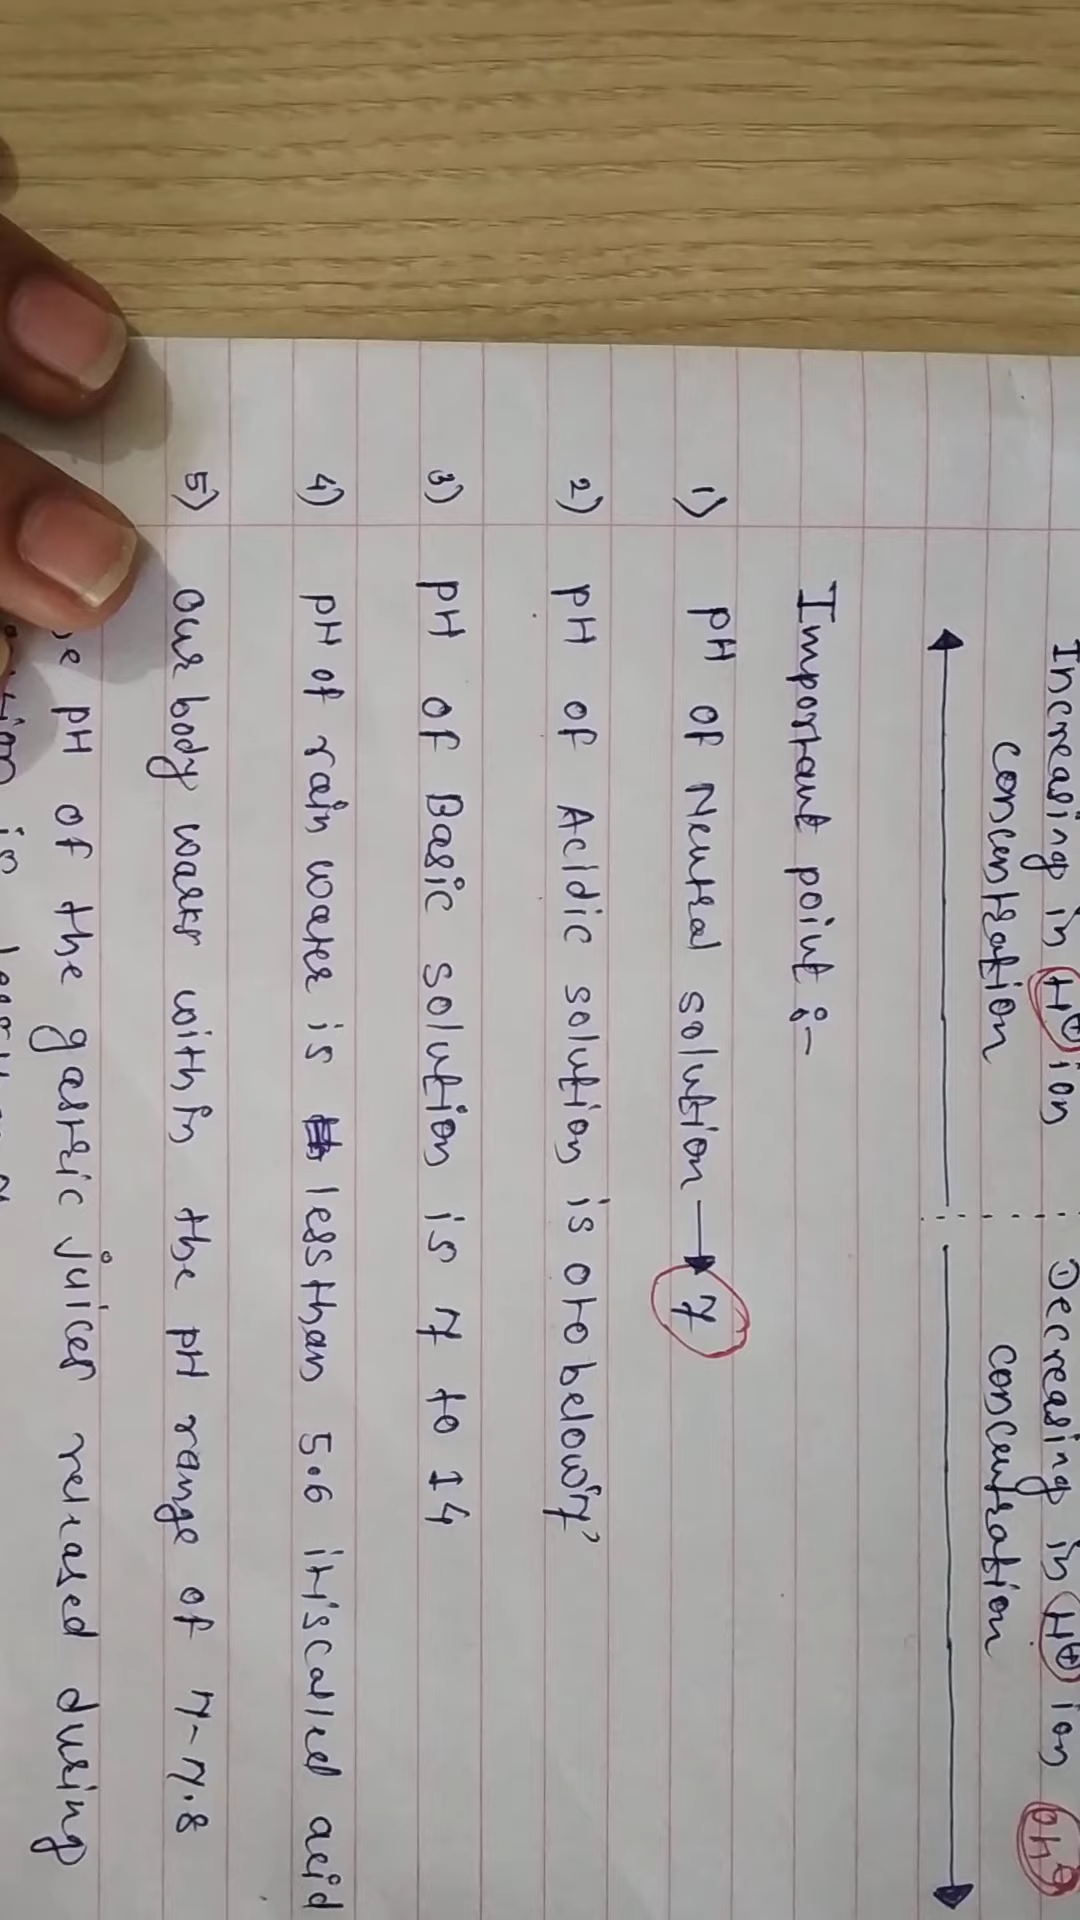 Increasing in H⊕ ion Decreasing in H⊕ ion oh⊖
concentration concentration
Important point :-
1) pH of Neutral solution → 7
2) pH of Acidic solution is 0 to below '7'
3) pH of Basic solution is 7 to 14
4) pH of rain water is less than 5.6 it is called acid
5) our body works within the pH range of 7-7.8
pH of the gastric juices released during